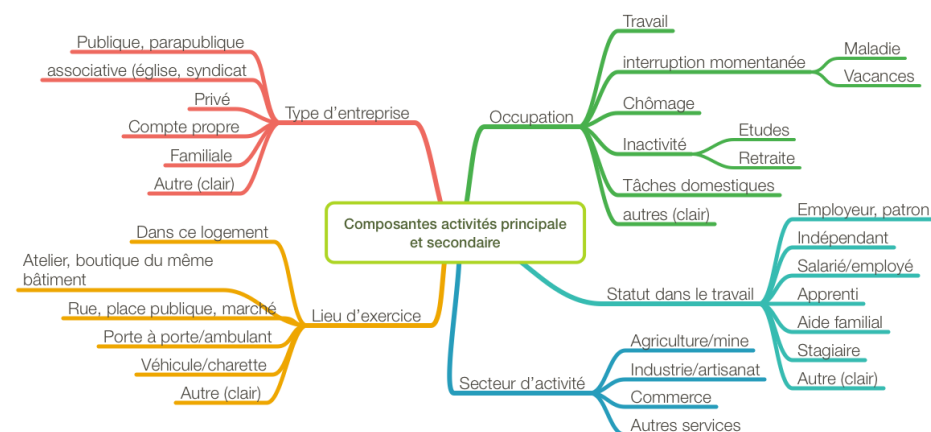 Composantes activités principale
et secondaire
Type d’entreprise
Publique, parapublique
associative (église, syndicat
Privé
Compte propre
Familiale
Autre (clair)
Occupation
Travail
interruption momentanée
Maladie
Vacances
Chômage
Inactivité
Etudes
Retraite
Tâches domestiques
autres (clair)
Lieu d’exercice
Dans ce logement
Atelier, boutique du même
bâtiment
Rue, place publique, marché
Porte à porte/ambulant
Véhicule/charette
Autre (clair)
Statut dans le travail
Employeur, patron
Indépendant
Salarié/employé
Apprenti
Aide familial
Stagiaire
Autre (clair)
Secteur d’activité
Agriculture/mine
Industrie/artisanat
Commerce
Autres services